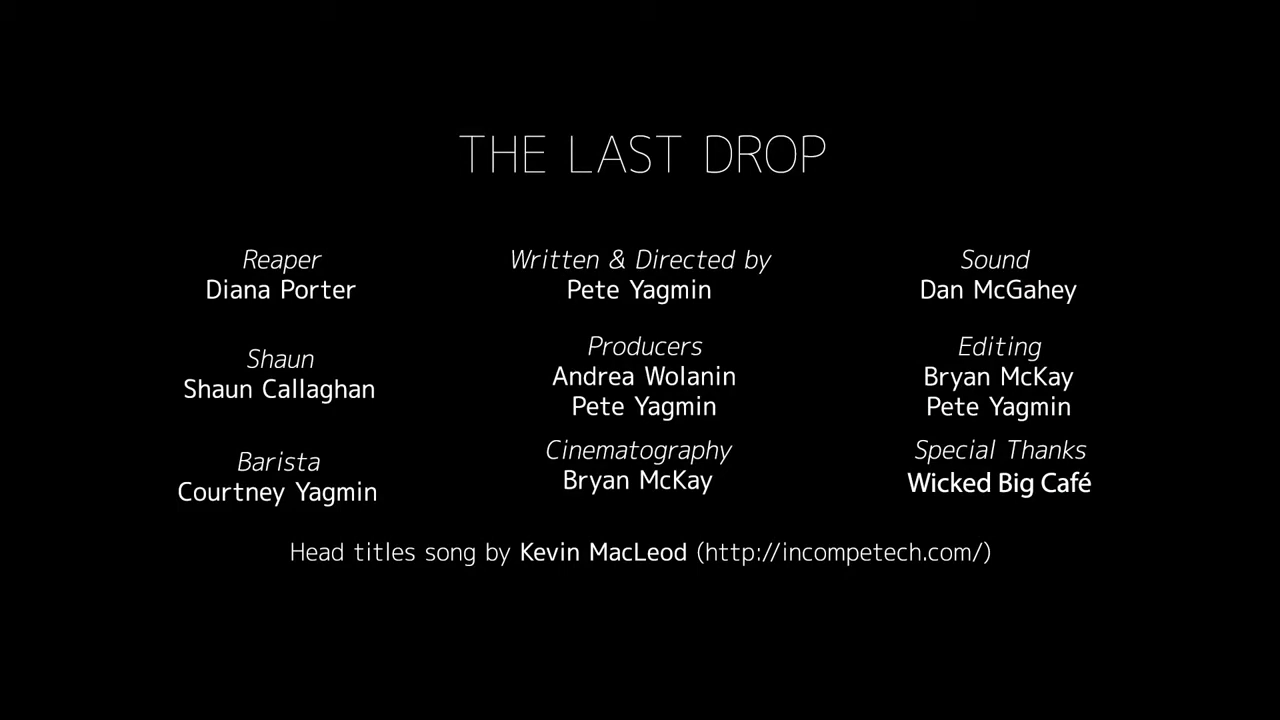 THE LAST DROP
Reaper
Diana Porter
Shaun
Shaun Callaghan
Barista
Courtney Yagmin
Written & Directed by
Pete Yagmin
Producers
Andrea Wolanin
Pete Yagmin
Cinematography
Bryan McKay
Sound
Dan McGahey
Editing
Bryan McKay
Pete Yagmin
Special Thanks
Wicked Big Café
Head titles song by Kevin MacLeod (http://incompetech.com/)